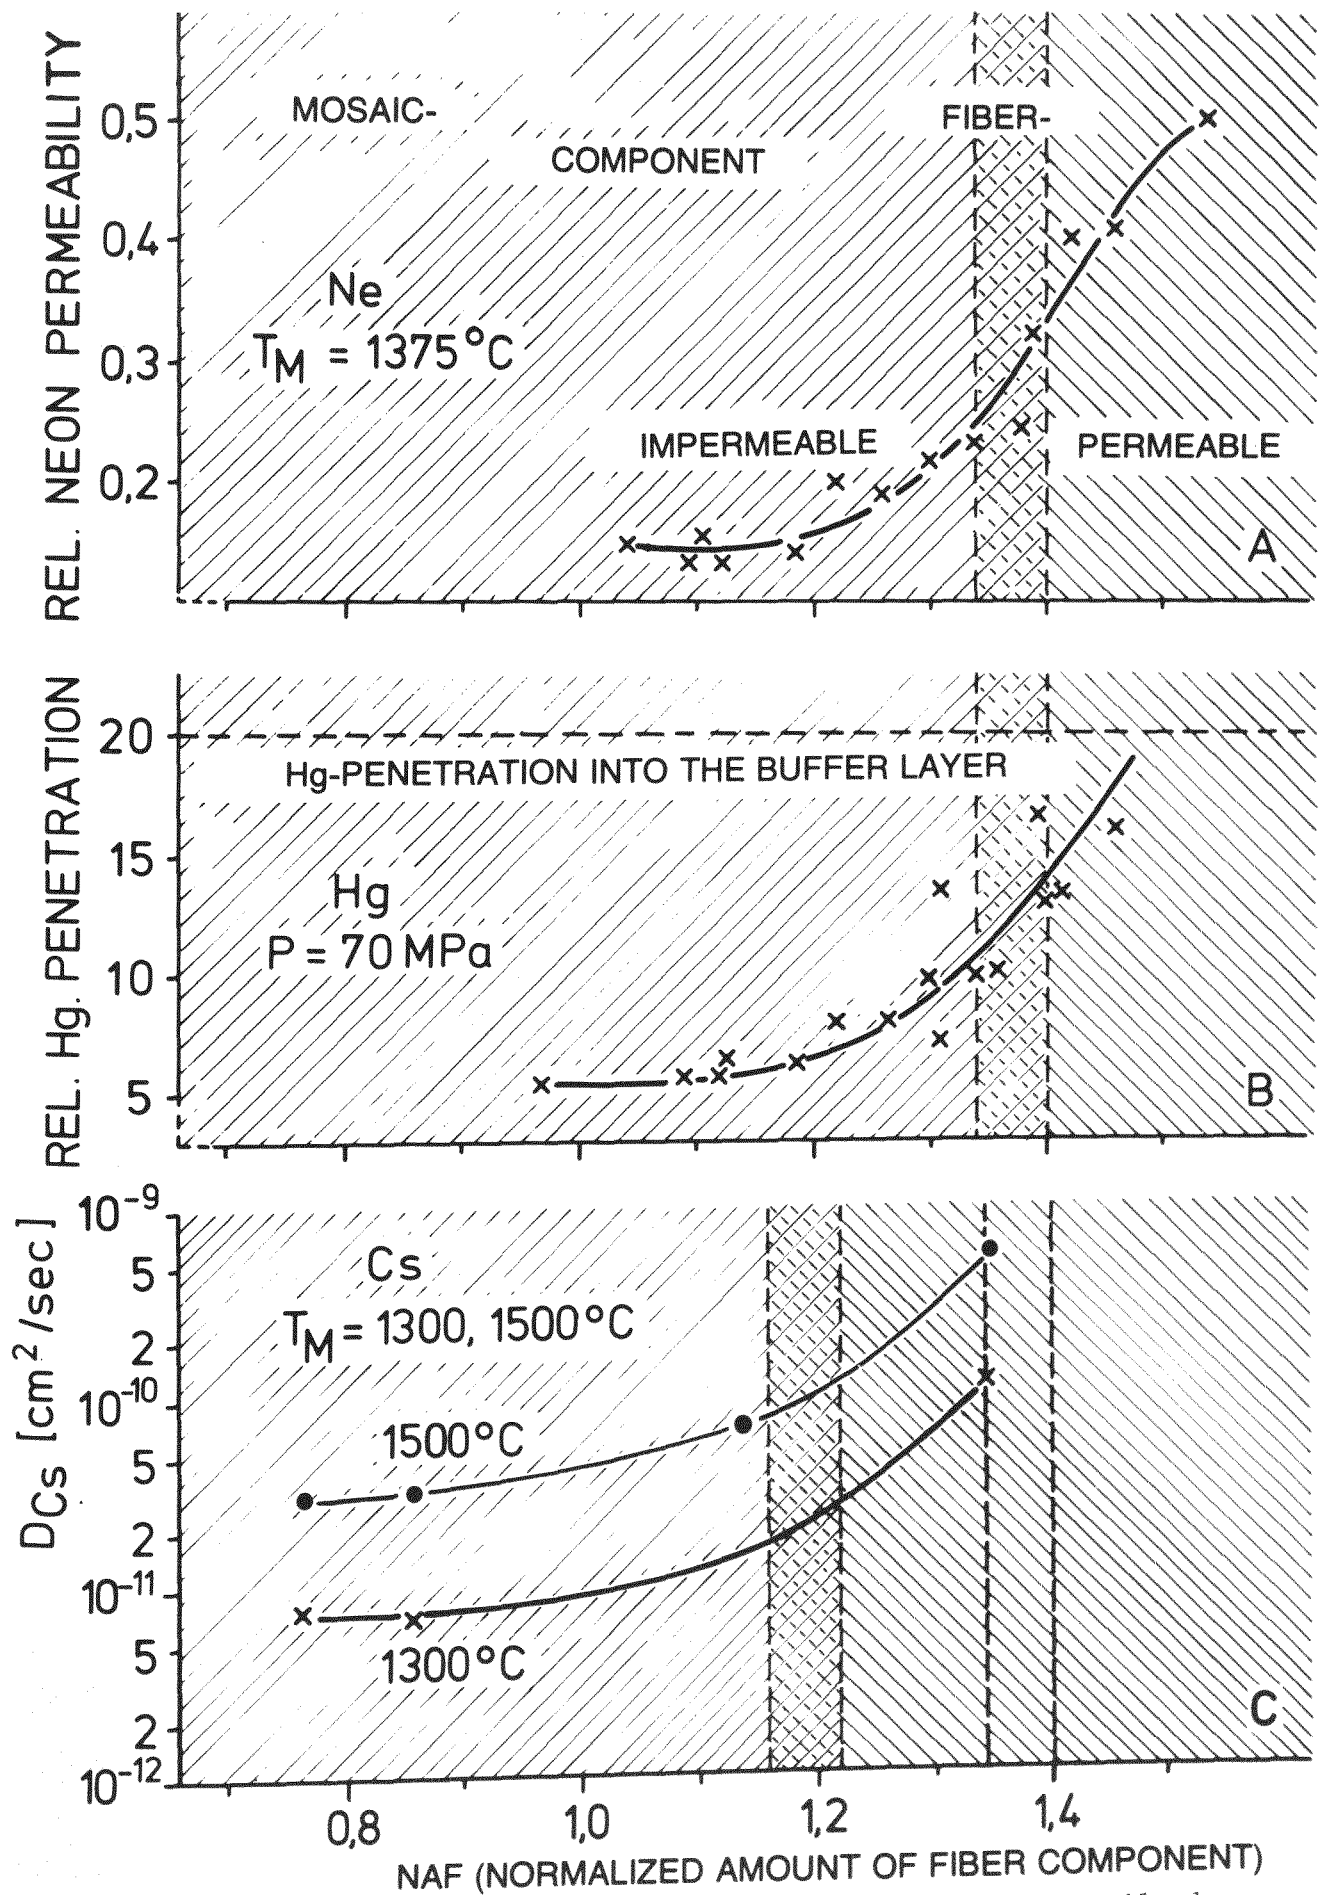 REL. NEON PERMEABILITY
0,5
0,4
0,3
0,2
MOSAIC-
COMPONENT
FIBER-
Ne
TM = 1375°C
IMPERMEABLE
PERMEABLE
A
REL. Hg. PENETRATION
20
15
10
5
Hg-PENETRATION INTO THE BUFFER LAYER
Hg
P = 70 MPa
B
DCs [cm²/sec]
10⁻⁹
5
2
10⁻¹⁰
5
2
10⁻¹¹
5
2
10⁻¹²
Cs
TM = 1300, 1500°C
1500°C
1300°C
C
0,8
1,0
1,2
1,4
NAF (NORMALIZED AMOUNT OF FIBER COMPONENT)